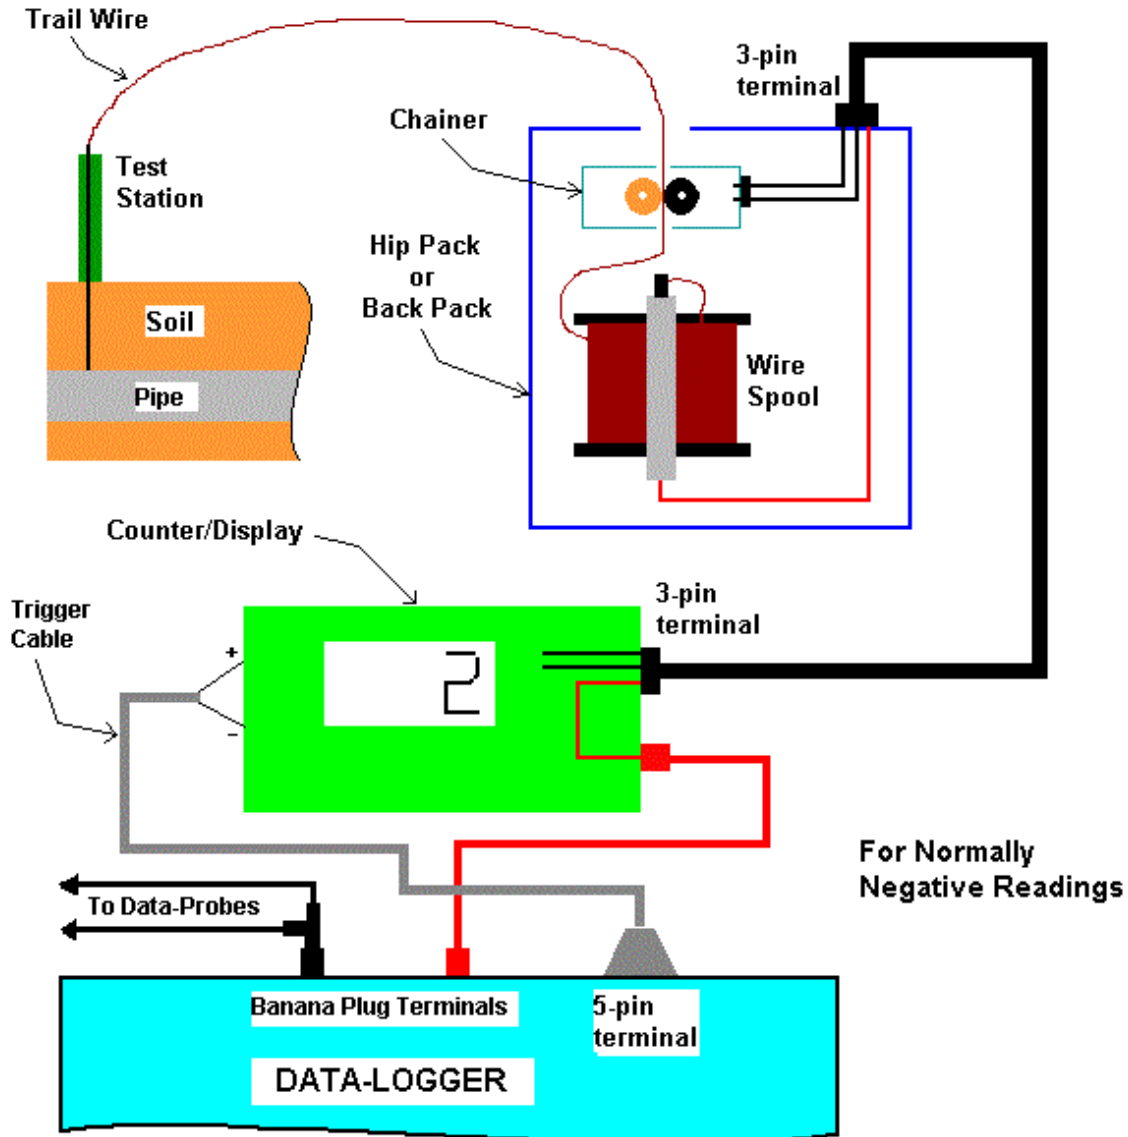 Trail Wire
3-pin
terminal
Chainer
Test
Station
Hip Pack
or
Back Pack
Soil
Wire
Spool
Pipe
Counter/Display
3-pin
terminal
Trigger
Cable
+
2
–
For Normally
Negative Readings
To Data-Probes
Banana Plug Terminals
5-pin
terminal
DATA-LOGGER